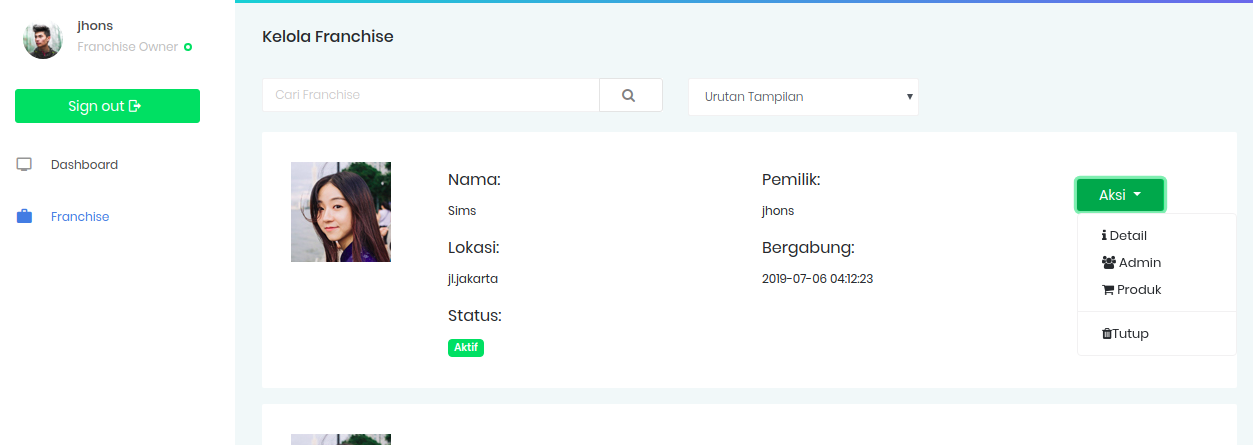 jhons
Franchise Owner
Sign out
Dashboard
Franchise
Kelola Franchise
Cari Franchise
Urutan Tampilan
Nama:
Sims
Lokasi:
jl.jakarta
Status:
Aktif
Pemilik:
jhons
Bergabung:
2019-07-06 04:12:23
Aksi
Detail
Admin
Produk
Tutup